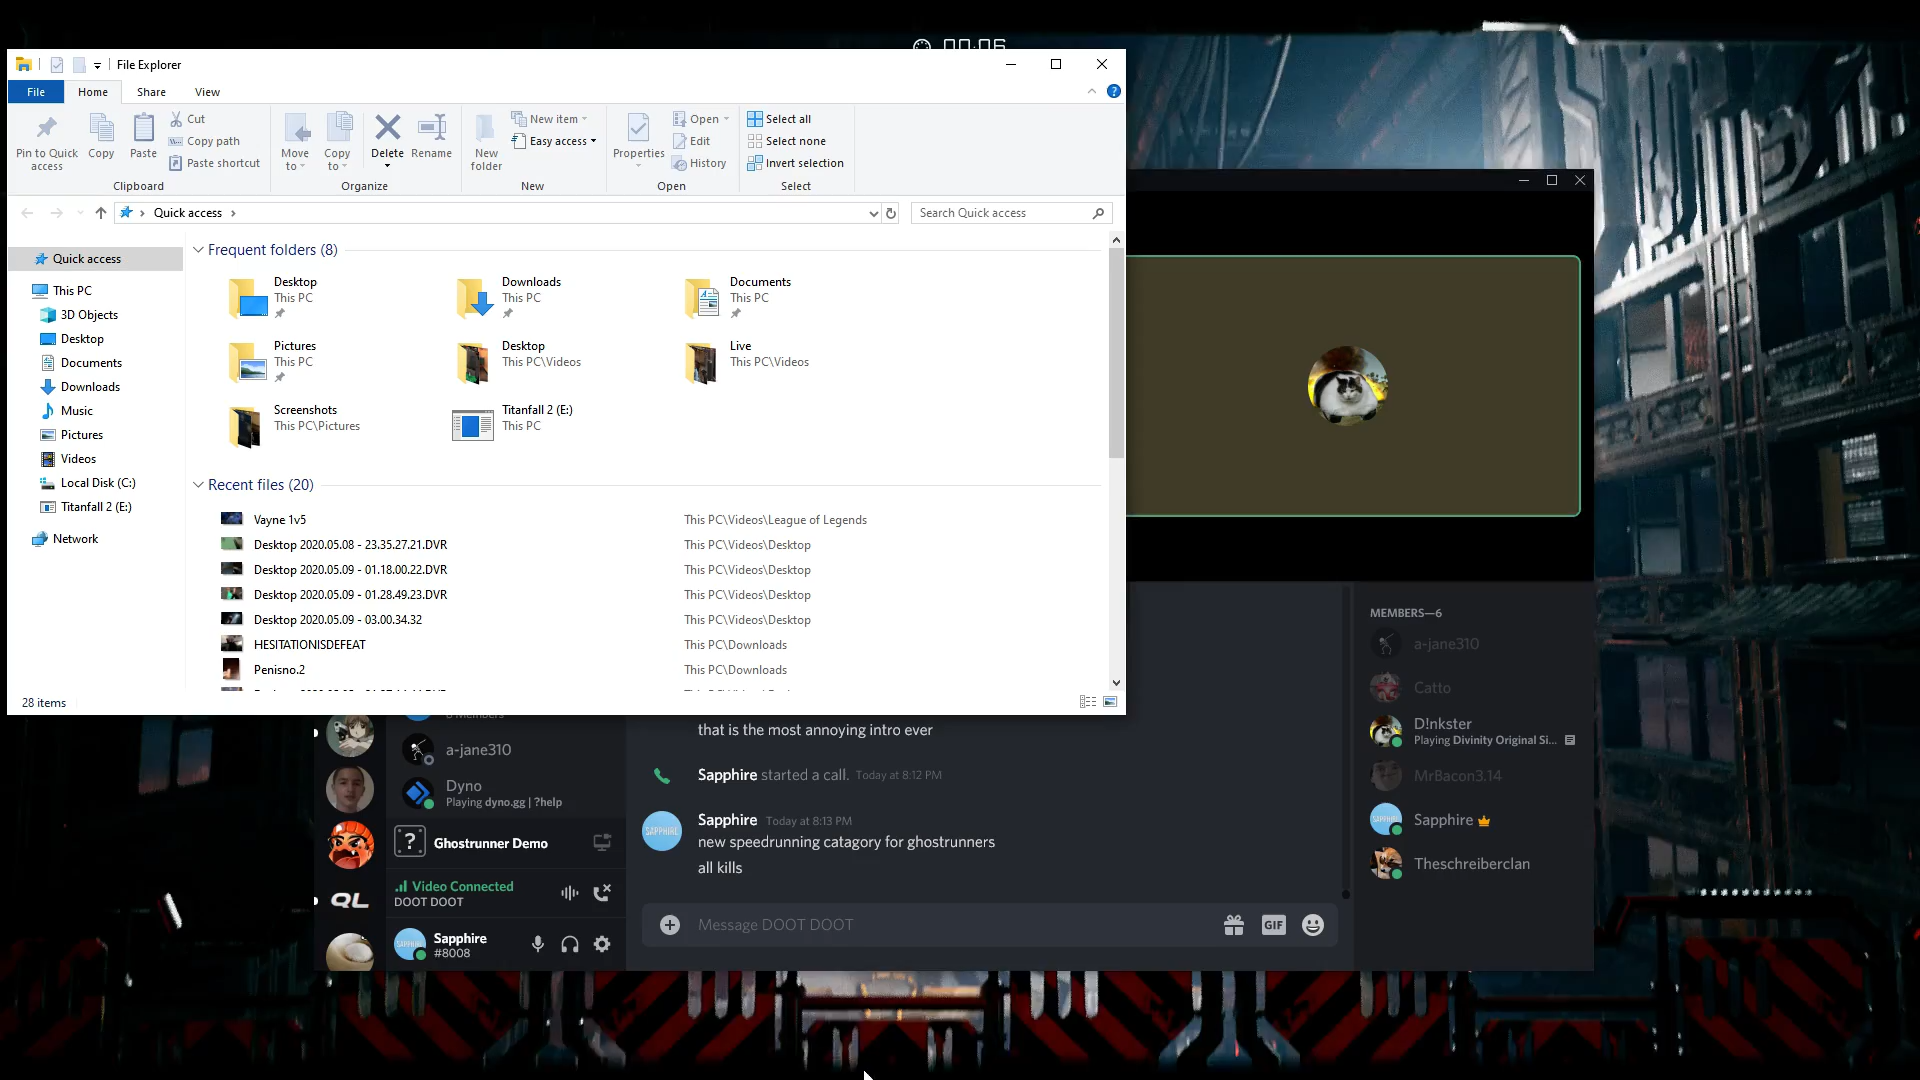 00:06
File Explorer
File
Home
Share
View
Pin to Quick access
Copy
Paste
Cut
Copy path
Paste shortcut
Clipboard
Move to
Copy to
Delete
Rename
Organize
New folder
New item
Easy access
New
Properties
Open
Edit
History
Open
Select all
Select none
Invert selection
Select
Quick access
Search Quick access
Quick access
This PC
3D Objects
Desktop
Documents
Downloads
Music
Pictures
Videos
Local Disk (C:)
Titanfall 2 (E:)
Network
Frequent folders (8)
Desktop
This PC
Downloads
This PC
Documents
This PC
Pictures
This PC
Desktop
This PC\Videos
Live
This PC\Videos
Screenshots
This PC\Pictures
Titanfall 2 (E:)
This PC
Recent files (20)
Vayne 1v5 This PC\Videos\League of Legends
Desktop 2020.05.08 - 23.35.27.21.DVR This PC\Videos\Desktop
Desktop 2020.05.09 - 01.18.00.22.DVR This PC\Videos\Desktop
Desktop 2020.05.09 - 01.28.49.23.DVR This PC\Videos\Desktop
Desktop 2020.05.09 - 03.00.34.32 This PC\Videos\Desktop
HESITATIONISDEFEAT This PC\Downloads
Penisno.2 This PC\Downloads
28 items
a-jane310
Dyno
Playing dyno.gg | ?help
Ghostrunner Demo
Video Connected
DOOT DOOT
QL
Sapphire
#8008
that is the most annoying intro ever
Sapphire started a call. Today at 8:12 PM
SAPPHIRE
Sapphire Today at 8:13 PM
new speedrunning catagory for ghostrunners
all kills
Message DOOT DOOT
GIF
MEMBERS—6
a-jane310
Catto
D!nkster
Playing Divinity Original Si...
MrBacon3.14
Sapphire
Theschreiberclan